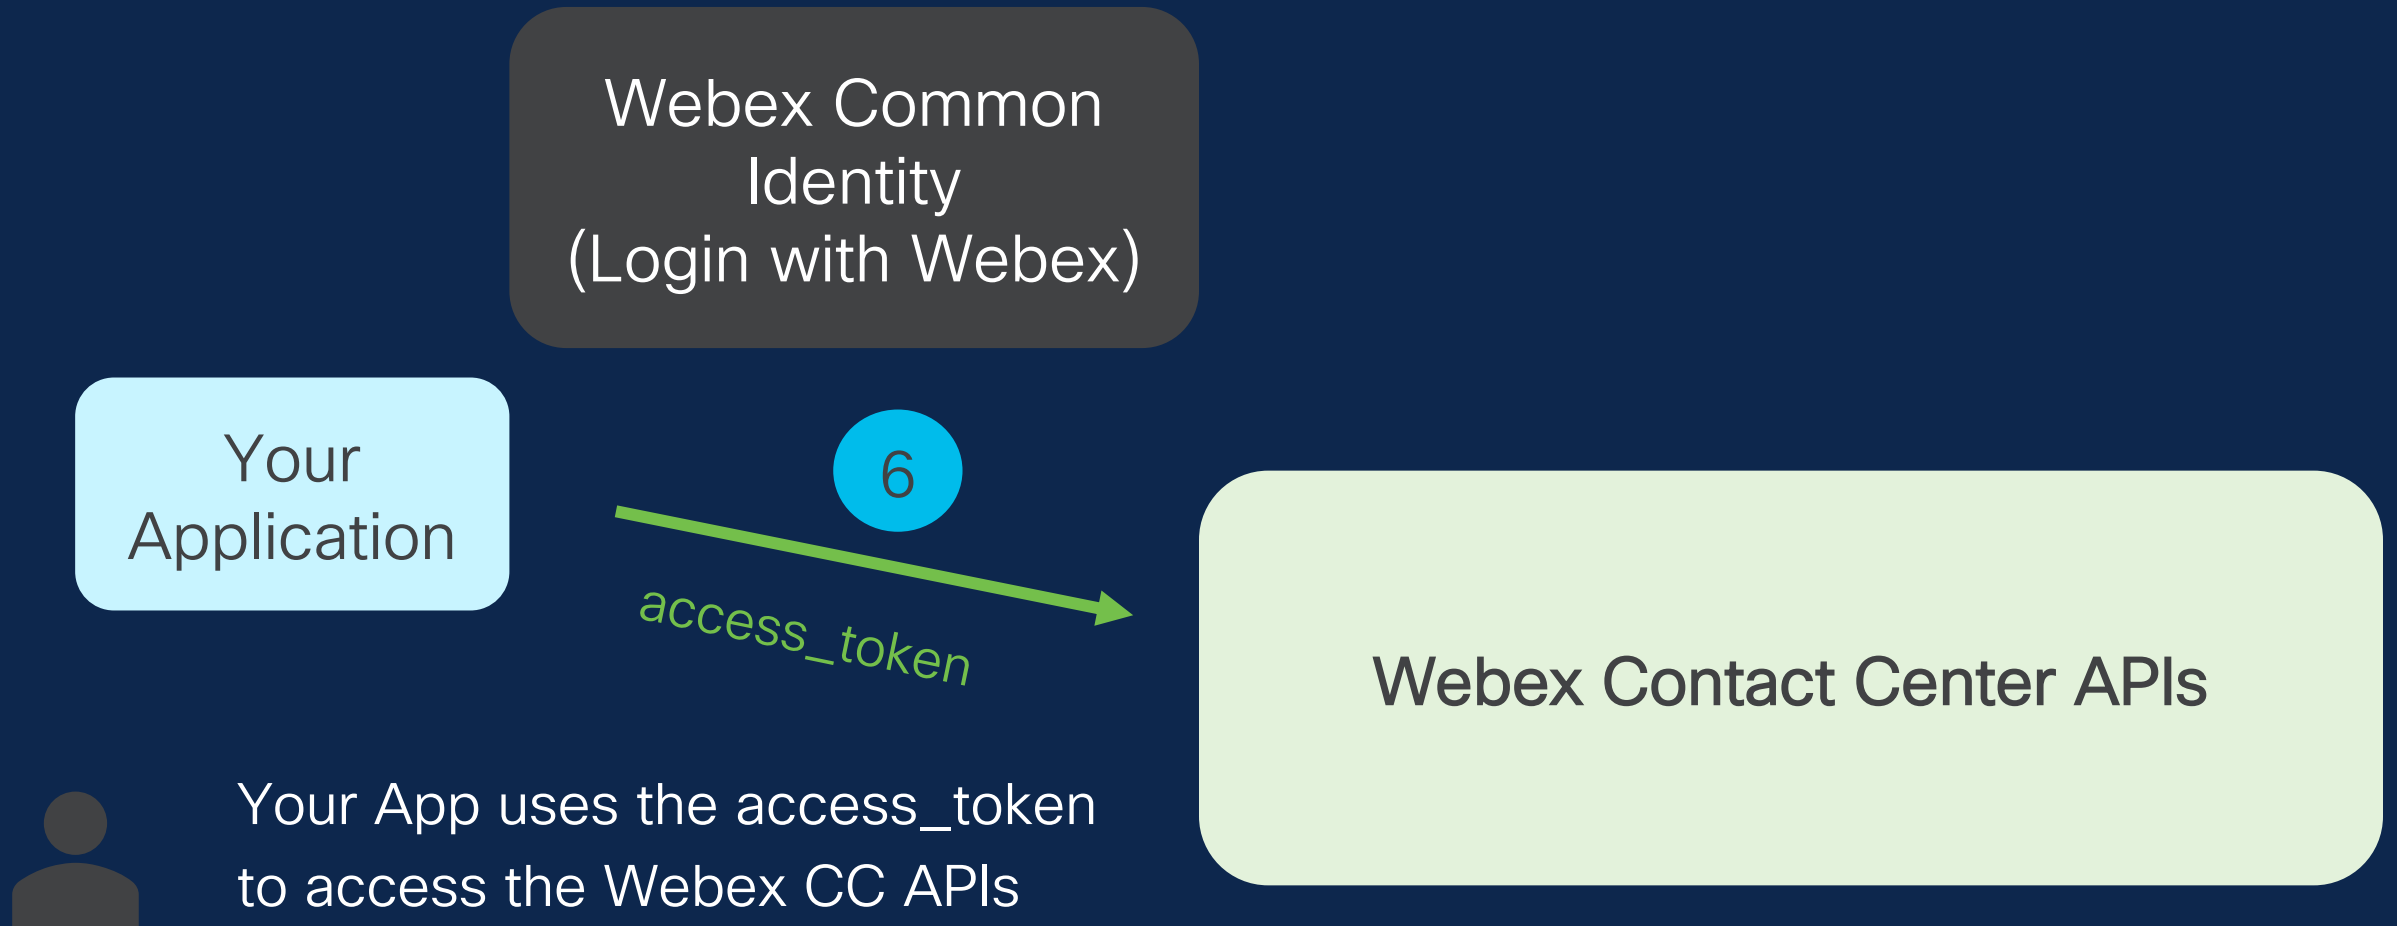 Webex Common
Identity
(Login with Webex)
Your
Application
6
access_token
Webex Contact Center APIs
Your App uses the access_token
to access the Webex CC APIs